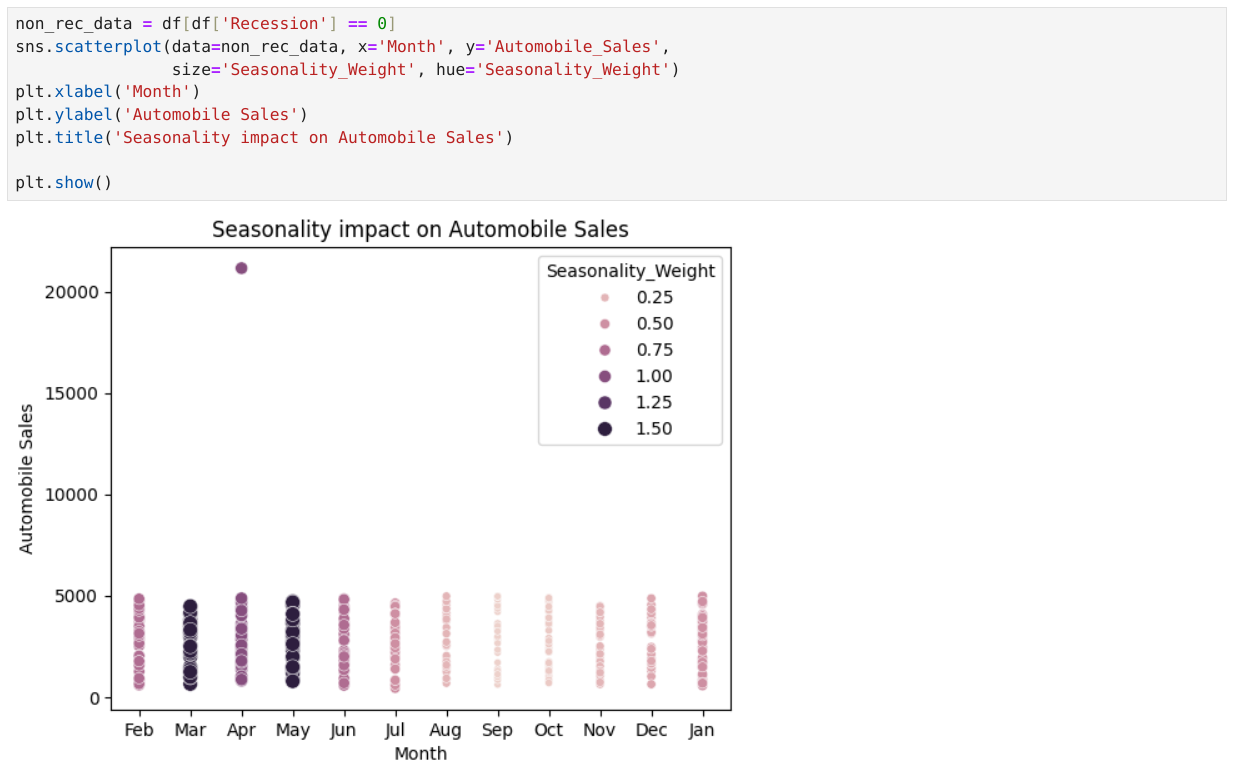 non_rec_data = df[df['Recession'] == 0]
sns.scatterplot(data=non_rec_data, x='Month', y='Automobile_Sales',
                size='Seasonality_Weight', hue='Seasonality_Weight')
plt.xlabel('Month')
plt.ylabel('Automobile Sales')
plt.title('Seasonality impact on Automobile Sales')
plt.show()
Seasonality impact on Automobile Sales
Seasonality_Weight
0.25
0.50
0.75
1.00
1.25
1.50
20000
15000
10000
5000
0
Automobile Sales
Feb Mar Apr May Jun Jul Aug Sep Oct Nov Dec Jan
Month